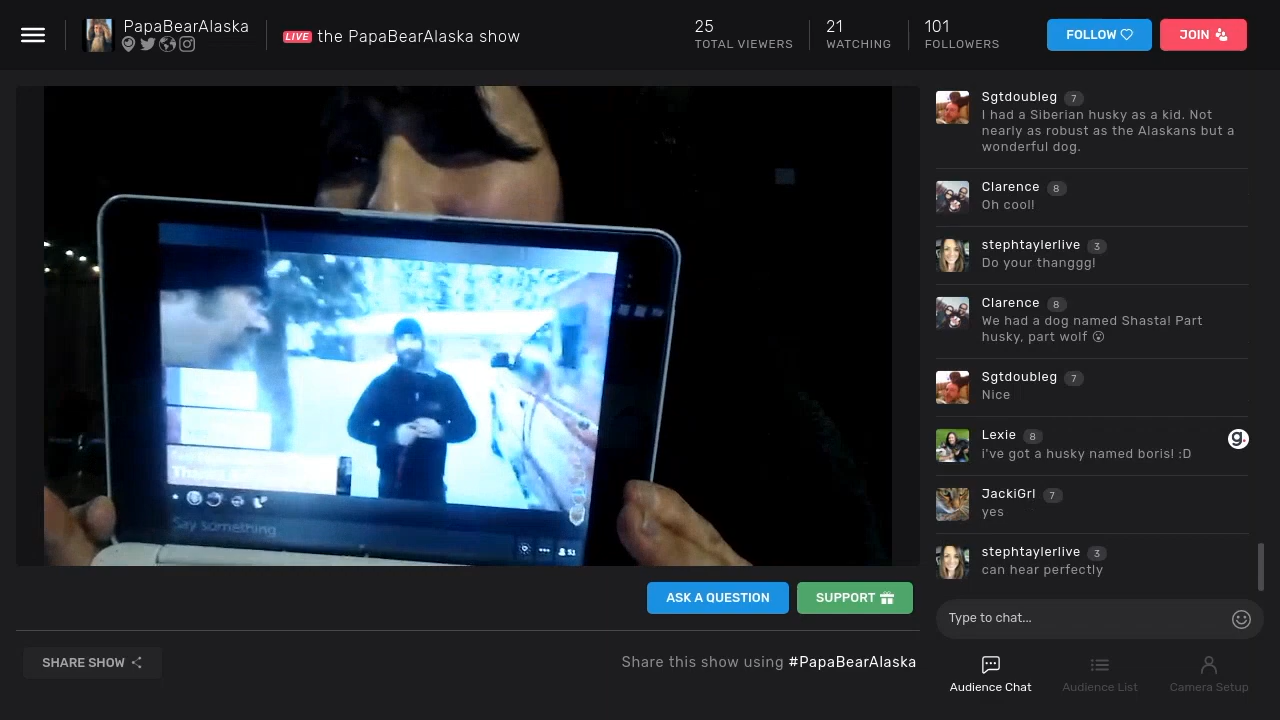 PapaBearAlaska
LIVE the PapaBearAlaska show
25
TOTAL VIEWERS
21
WATCHING
101
FOLLOWERS
FOLLOW
JOIN
Say something
51
ASK A QUESTION
SUPPORT
SHARE SHOW
Share this show using #PapaBearAlaska
Sgtdoubleg 7
I had a Siberian husky as a kid. Not
nearly as robust as the Alaskans but a
wonderful dog.
Clarence 8
Oh cool!
stephtaylerlive 3
Do your thanggg!
Clarence 8
We had a dog named Shasta! Part
husky, part wolf 😮
Sgtdoubleg 7
Nice
Lexie 8
g.
i've got a husky named boris! :D
JackiGrl 7
yes
stephtaylerlive 3
can hear perfectly
Type to chat...
Audience Chat
Audience List
Camera Setup